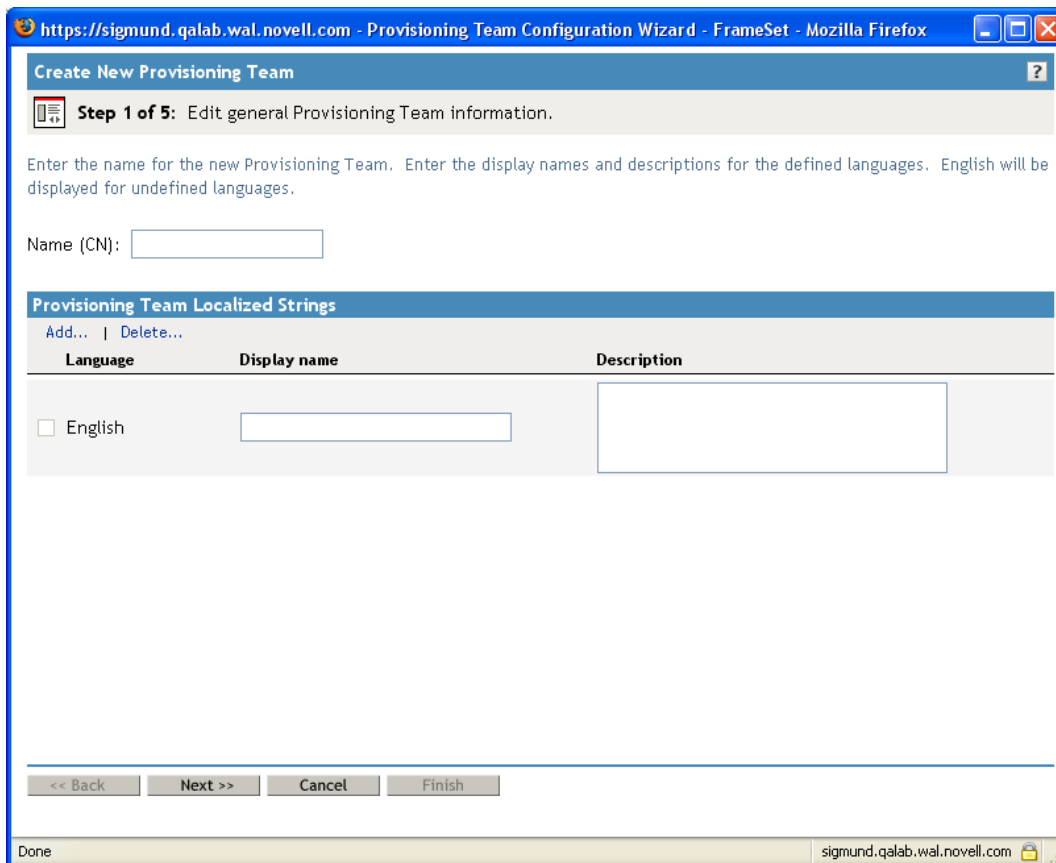 https://sigmund.qalab.wal.novell.com - Provisioning Team Configuration Wizard - FrameSet - Mozilla Firefox
Create New Provisioning Team
?
Step 1 of 5: Edit general Provisioning Team information.
Enter the name for the new Provisioning Team. Enter the display names and descriptions for the defined languages. English will be
displayed for undefined languages.
Name (CN):
Provisioning Team Localized Strings
Add... | Delete...
Language Display name Description
English
<< Back Next >> Cancel Finish
Done sigmund.qalab.wal.novell.com